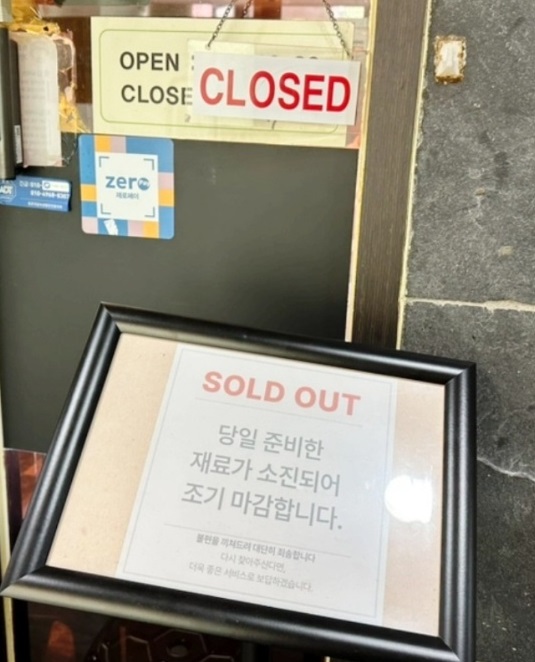 OPEN
CLOSE
CLOSED
zero Pay
제로페이
SOLD OUT
당일 준비한
재료가 소진되어
조기 마감합니다.
불편을 끼쳐드려 대단히 죄송합니다
다시 찾아주신다면,
더욱 좋은 서비스로 보답하겠습니다.